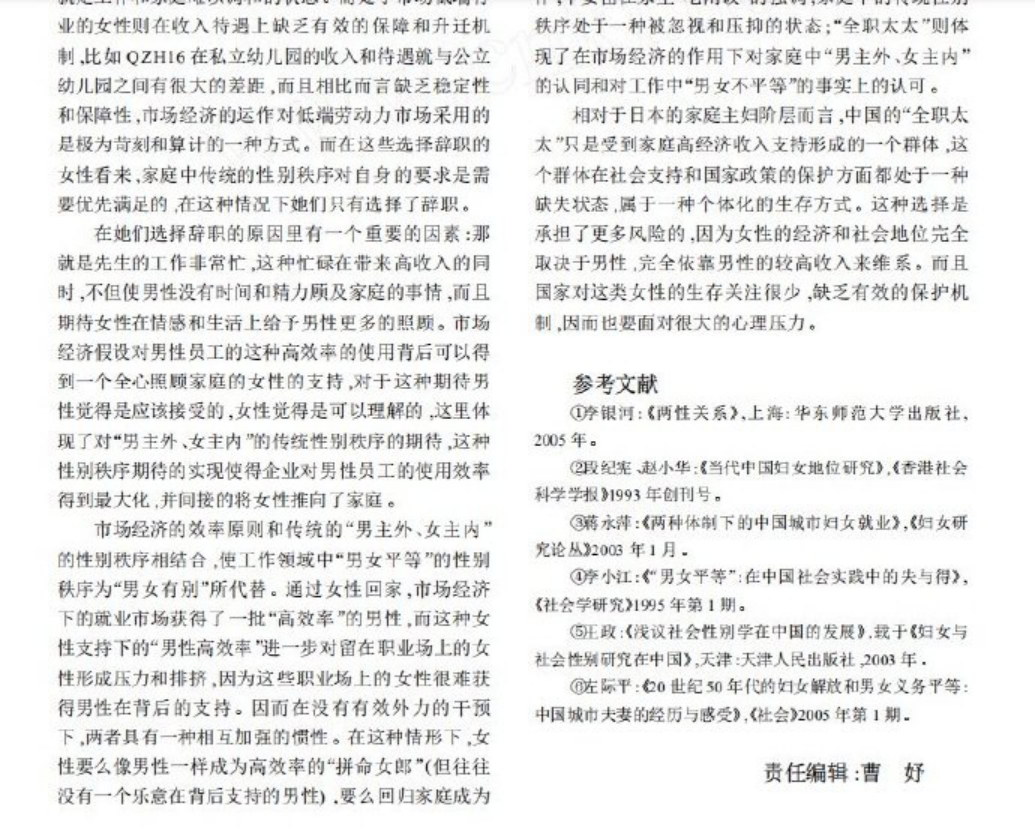 业的女性则在收入待遇上缺乏有效的保障和升迁机
制,比如QZH16在私立幼儿园的收入和待遇就与公立
幼儿园之间有很大的差距,而且相比而言缺乏稳定性
和保障性,市场经济的运作对低端劳动力市场采用的
是极为苛刻和算计的一种方式。而在这些选择辞职的
女性看来,家庭中传统的性别秩序对自身的要求是需
要优先满足的,在这种情况下她们只有选择了辞职。
在她们选择辞职的原因里有一个重要的因素:那
就是先生的工作非常忙,这种忙碌在带来高收入的同
时,不但使男性没有时间和精力顾及家庭的事情,而且
期待女性在情感和生活上给予男性更多的照顾。市场
经济假设对男性员工的这种高效率的使用背后可以得
到一个全心照顾家庭的女性的支持,对于这种期待男
性觉得是应该接受的,女性觉得是可以理解的,这里体
现了对“男主外、女主内”的传统性别秩序的期待,这种
性别秩序期待的实现使得企业对男性员工的使用效率
得到最大化,并间接的将女性推向了家庭。
市场经济的效率原则和传统的“男主外、女主内”
的性别秩序相结合,使工作领域中“男女平等”的性别
秩序为“男女有别”所代替。通过女性回家,市场经济
下的就业市场获得了一批“高效率”的男性,而这种女
性支持下的“男性高效率”进一步对留在职业场上的女
性形成压力和排挤,因为这些职业场上的女性很难获
得男性在背后的支持。因而在没有有效外力的干预
下,两者具有一种相互加强的惯性。在这种情形下,女
性要么像男性一样成为高效率的“拼命女郎”(但往往
没有一个乐意在背后支持的男性),要么回归家庭成为
秩序处于一种被忽视和压抑的状态;“全职太太”则体
现了在市场经济的作用下对家庭中“男主外、女主内”
的认同和对工作中“男女不平等”的事实上的认可。
相对于日本的家庭主妇阶层而言,中国的“全职太
太”只是受到家庭高经济收入支持形成的一个群体,这
个群体在社会支持和国家政策的保护方面都处于一种
缺失状态,属于一种个体化的生存方式。这种选择是
承担了更多风险的,因为女性的经济和社会地位完全
取决于男性,完全依靠男性的较高收入来维系。而且
国家对这类女性的生存关注很少,缺乏有效的保护机
制,因而也要面对很大的心理压力。
参考文献
①李银河:《两性关系》,上海:华东师范大学出版社,
2005年。
②段纪宪、赵小华:《当代中国妇女地位研究》,《香港社会
科学学报》1993年创刊号。
③蒋永萍:《两种体制下的中国城市妇女就业》,《妇女研
究论丛》2003年1月。
④李小江:《“男女平等”:在中国社会实践中的失与得》,
《社会学研究》1995年第1期。
⑤王政:《浅议社会性别学在中国的发展》,载于《妇女与
社会性别研究在中国》,天津:天津人民出版社,2003年。
⑥左际平:《20世纪50年代的妇女解放和男女义务平等:
中国城市夫妻的经历与感受》,《社会》2005年第1期。
责任编辑:曹 妤